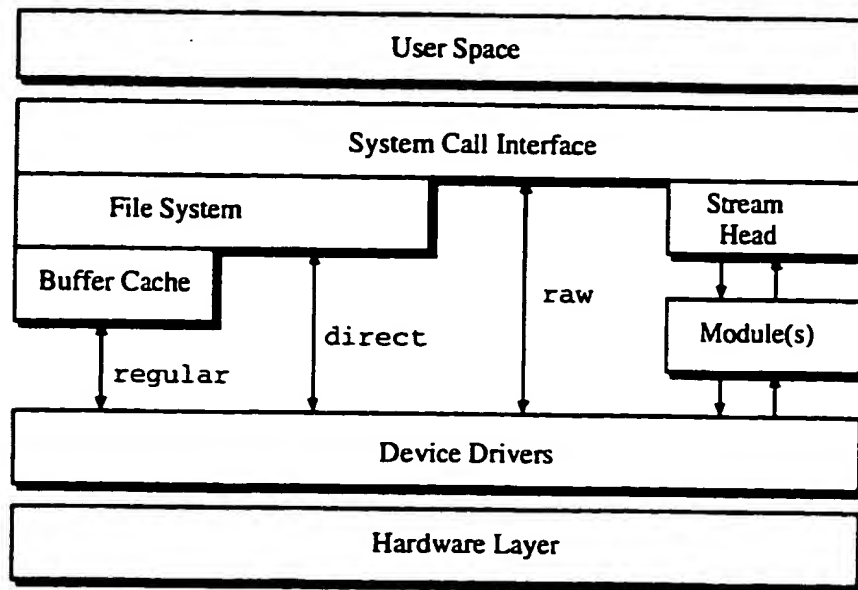 User Space
System Call Interface
File System
Stream
Head
Buffer Cache
raw
direct
Module(s)
regular
Device Drivers
Hardware Layer